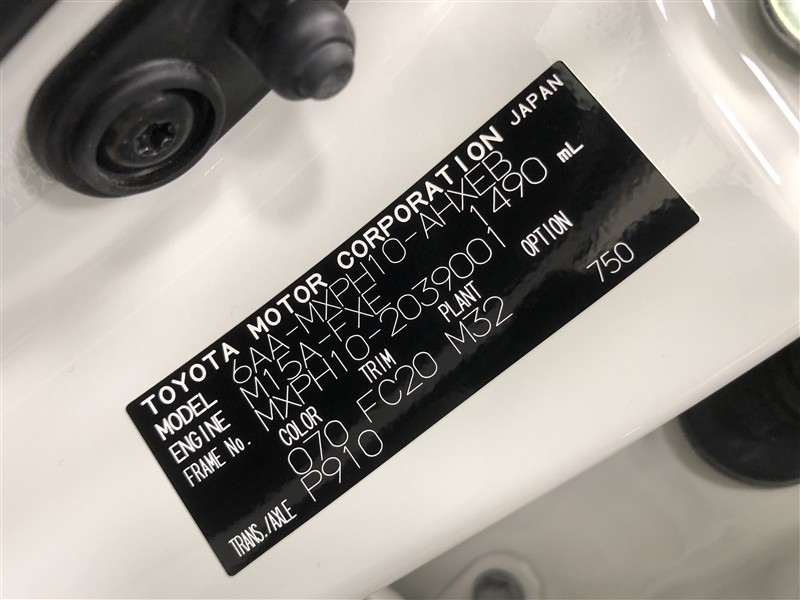 TOYOTA MOTOR CORPORATION JAPAN
MODEL 6AA-MXPH10-AHXEB
ENGINE M15A-FXE 1490 mL
FRAME No. MXPH10-2039001
COLOR TRIM PLANT OPTION
070 FC20 M32 750
TRANS./AXLE P910